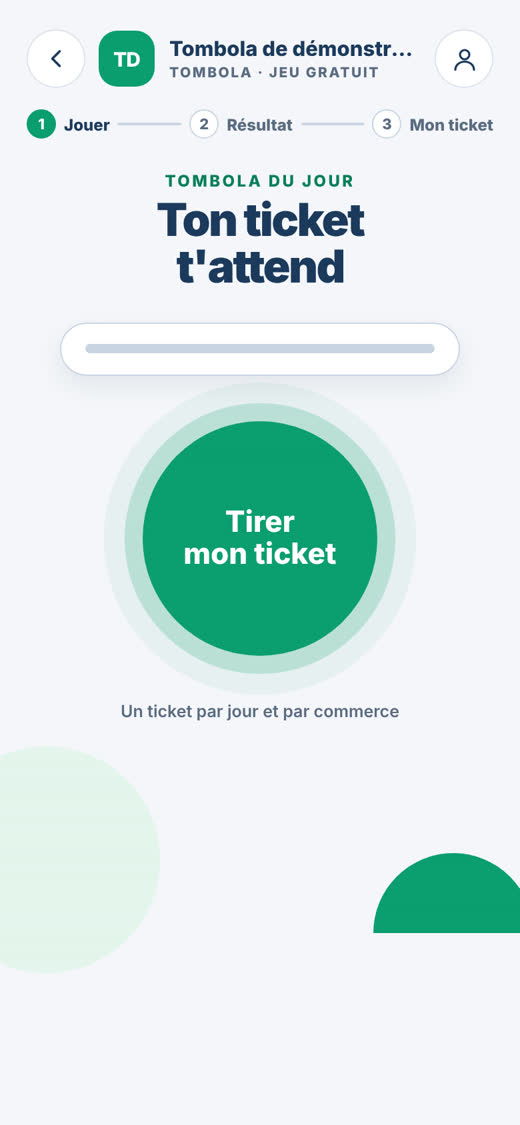 TD
Tombola de démonstr...
TOMBOLA · JEU GRATUIT
1 Jouer 2 Résultat 3 Mon ticket
TOMBOLA DU JOUR
Ton ticket
t'attend
Tirer
mon ticket
Un ticket par jour et par commerce